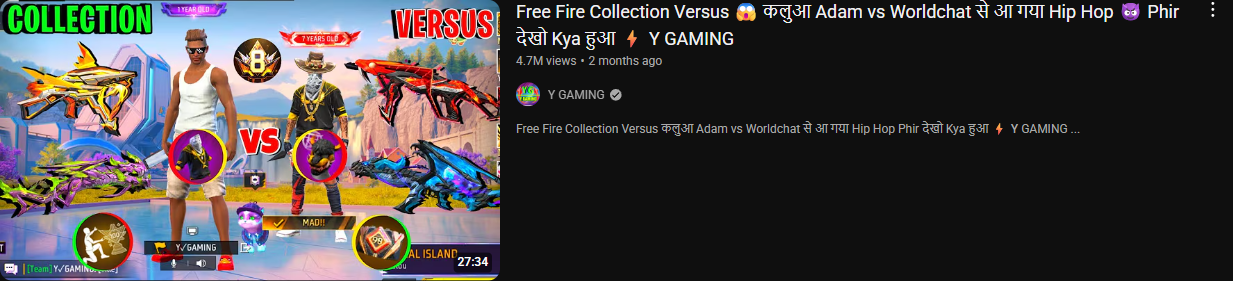 COLLECTION
1 YEAR OLD
VERSUS
7 YEARS OLD
8
VS
MAD!!
Y✓GAMING
AL ISLAND
[Team]Y✓GAMING:
27:34
Free Fire Collection Versus 😱 कलुआ Adam vs Worldchat से आ गया Hip Hop 😈 Phir
देखो Kya हुआ ⚡ Y GAMING
4.7M views • 2 months ago
Y GAMING
Free Fire Collection Versus कलुआ Adam vs Worldchat से आ गया Hip Hop Phir देखो Kya हुआ ⚡ Y GAMING ...